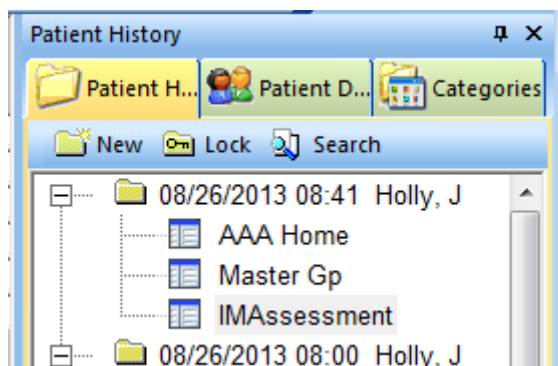 Patient History
Patient H... Patient D... Categories
New Lock Search
08/26/2013 08:41 Holly, J
AAA Home
Master Gp
IMAssessment
08/26/2013 08:00 Holly, J